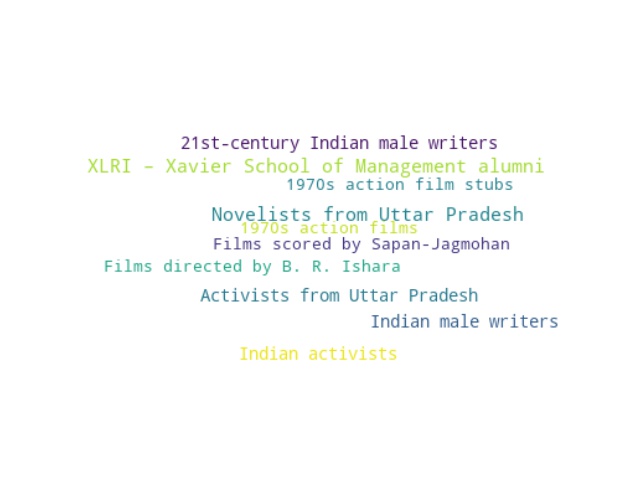 21st-century Indian male writers
XLRI – Xavier School of Management alumni
1970s action film stubs
Novelists from Uttar Pradesh
1970s action films
Films scored by Sapan-Jagmohan
Films directed by B. R. Ishara
Activists from Uttar Pradesh
Indian male writers
Indian activists